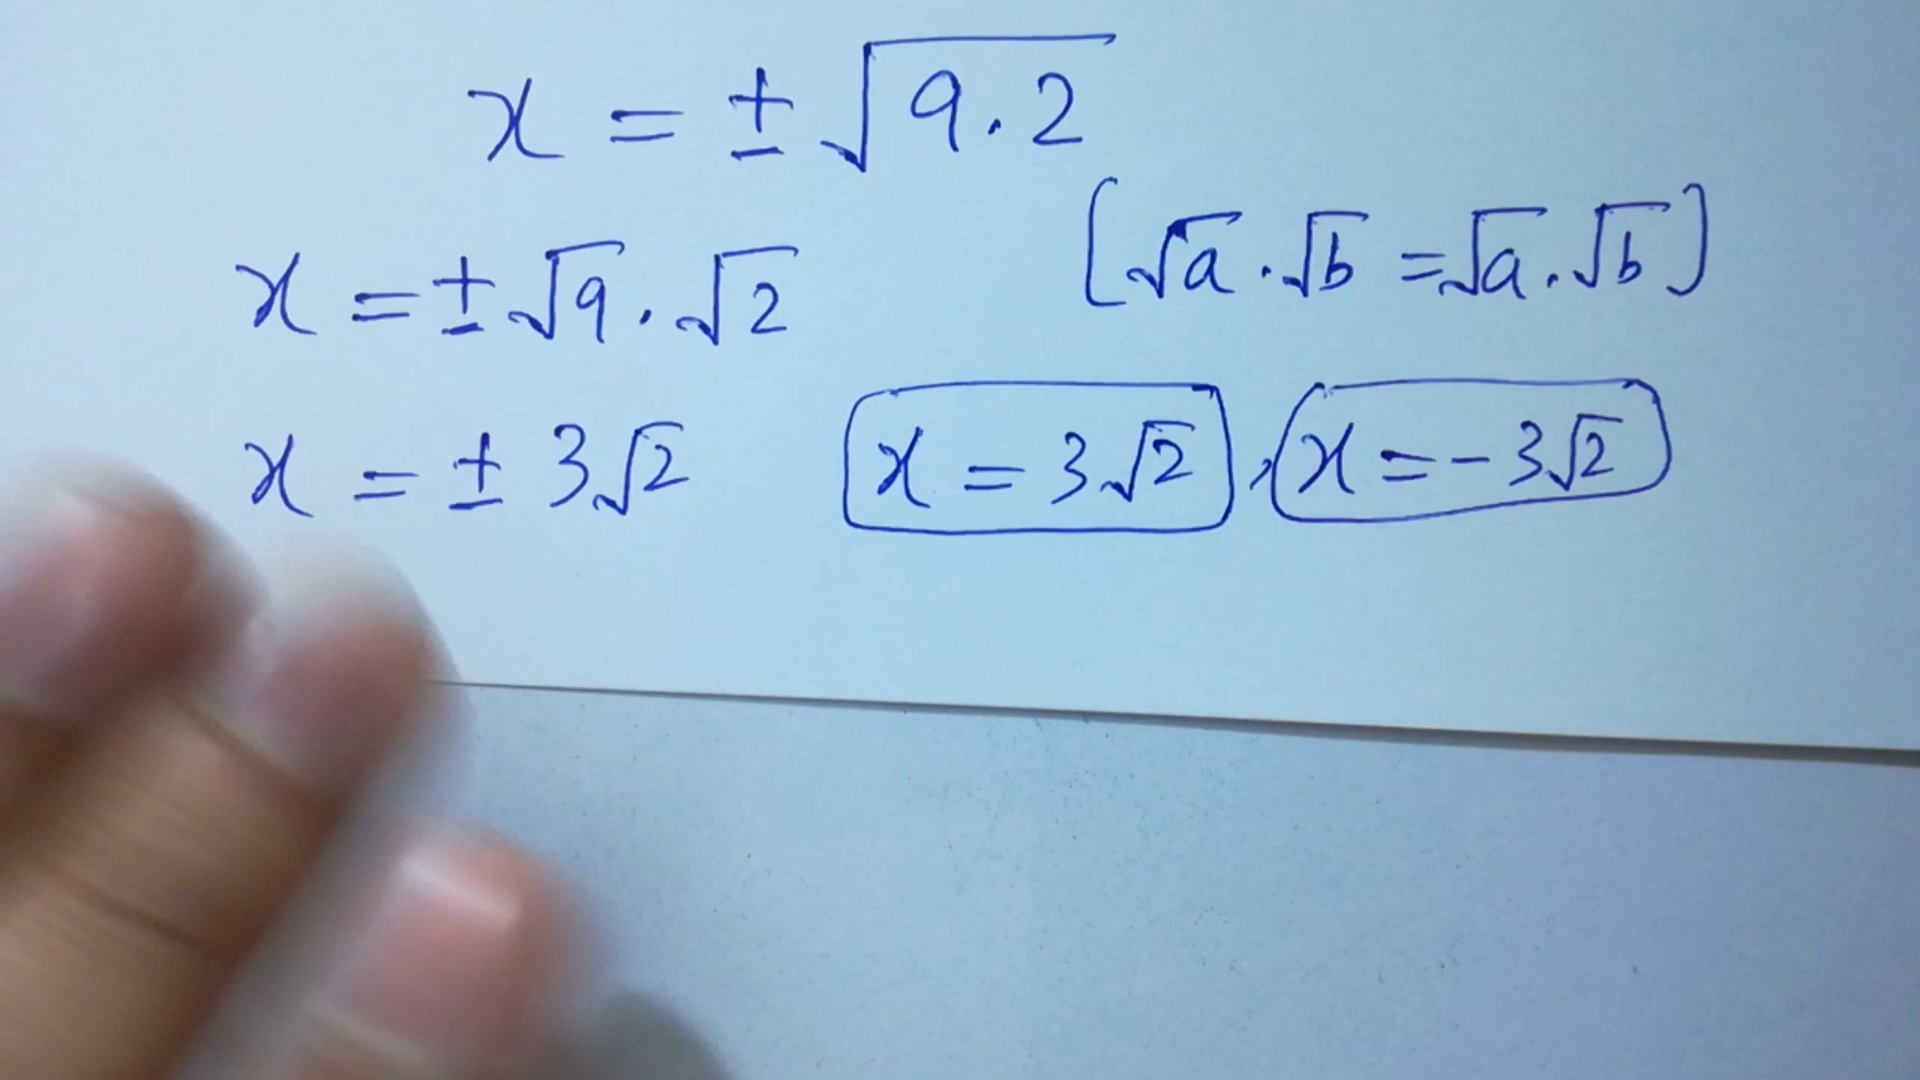 x = ± √9.2
[√a . √b = √a . √b]
x = ± √9 . √2
x = ± 3√2 x = 3√2 , x = -3√2